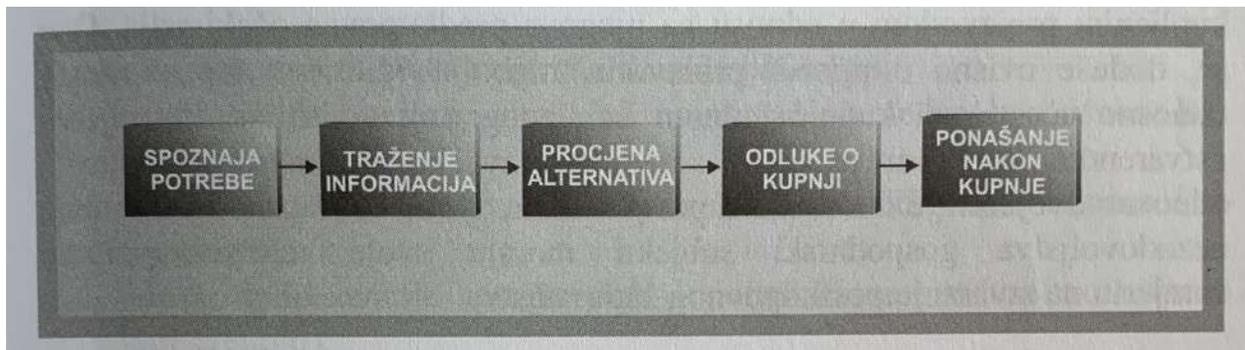 SPOZNAJA
POTREBE
TRAŽENJE
INFORMACIJA
PROCJENA
ALTERNATIVA
ODLUKE O
KUPNJI
PONAŠANJE
NAKON
KUPNJE